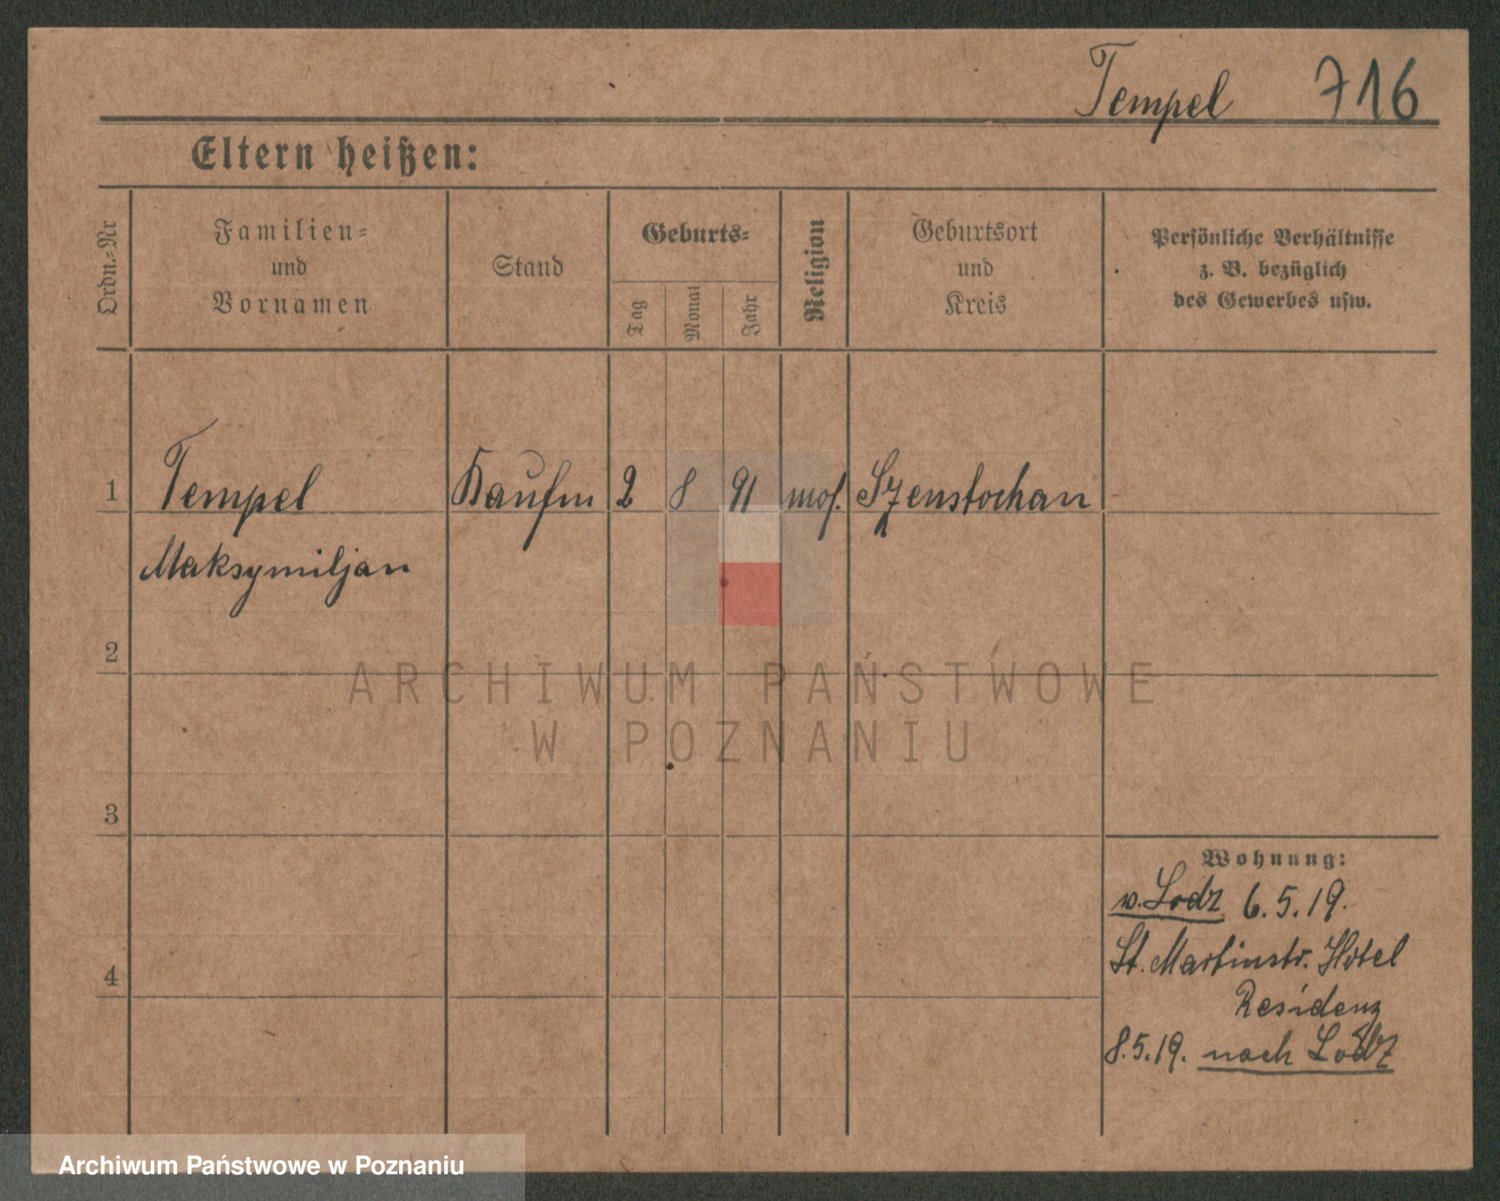 Tempel 716
Eltern heißen:
Ordn.-Nr
Familien-
und
Vornamen
Stand
Geburts-
Tag
Monat
Jahr
Religion
Geburtsort
und
Kreis
Persönliche Verhältnisse
z. B. bezüglich
des Gewerbes usw.
1 Tempel Kaufm 2 8 91 mos. Szenstochan
Maksymiljan
2
ARCHIWUM PAŃSTWOWE
W POZNANIU
3
Wohnung:
v. Lodz 6.5.19.
St. Martinstr. Hotel
4
Residenz
8.5.19. nach Lodz
Archiwum Państwowe w Poznaniu